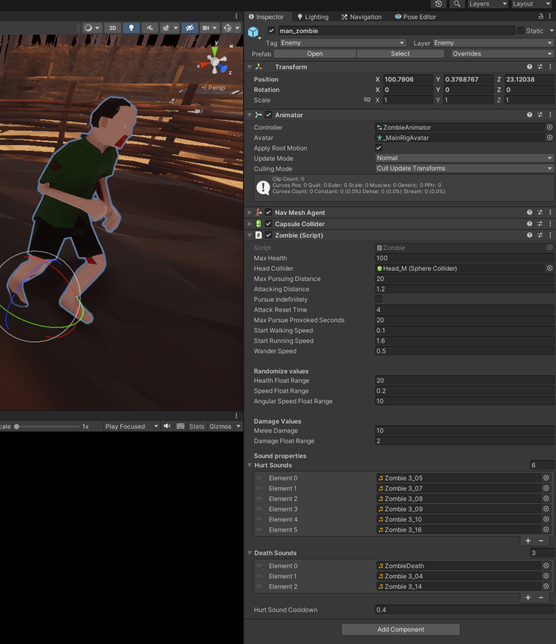 Layers
Layout
Inspector Lighting Navigation Pose Editor
man_zombie Static
Tag Enemy Layer Enemy
Prefab Open Select Overrides
2D
Persp
Transform
Position X 100.7906 Y 0.3768767 Z 23.12038
Rotation X 0 Y 0 Z 0
Scale X 1 Y 1 Z 1
Animator
Controller ZombieAnimator
Avatar _MainRigAvatar
Apply Root Motion
Update Mode Normal
Culling Mode Cull Update Transforms
Clip Count: 0
Curves Pos: 0 Quat: 0 Euler: 0 Scale: 0 Muscles: 0 Generic: 0 PPtr: 0
Curves Count: 0 Constant: 0 (0.0%) Dense: 0 (0.0%) Stream: 0 (0.0%)
Nav Mesh Agent
Capsule Collider
Zombie (Script)
Script Zombie
Max Health 100
Head Collider Head_M (Sphere Collider)
Max Pursuing Distance 20
Attacking Distance 1.2
Pursue Indefinitely
Attack Reset Time 4
Max Pursue Provoked Seconds 20
Start Walking Speed 0.1
Start Running Speed 1.6
Wander Speed 0.5
Randomize values
Health Float Range 20
Speed Float Range 0.2
Angular Speed Float Range 10
cale 1x Play Focused Stats Gizmos
Damage Values
Melee Damage 10
Damage Float Range 2
Sound properties
Hurt Sounds 6
Element 0 Zombie 3_05
Element 1 Zombie 3_07
Element 2 Zombie 3_08
Element 3 Zombie 3_09
Element 4 Zombie 3_10
Element 5 Zombie 3_16
Death Sounds 3
Element 0 ZombieDeath
Element 1 Zombie 3_04
Element 2 Zombie 3_14
Hurt Sound Cooldown 0.4
Add Component